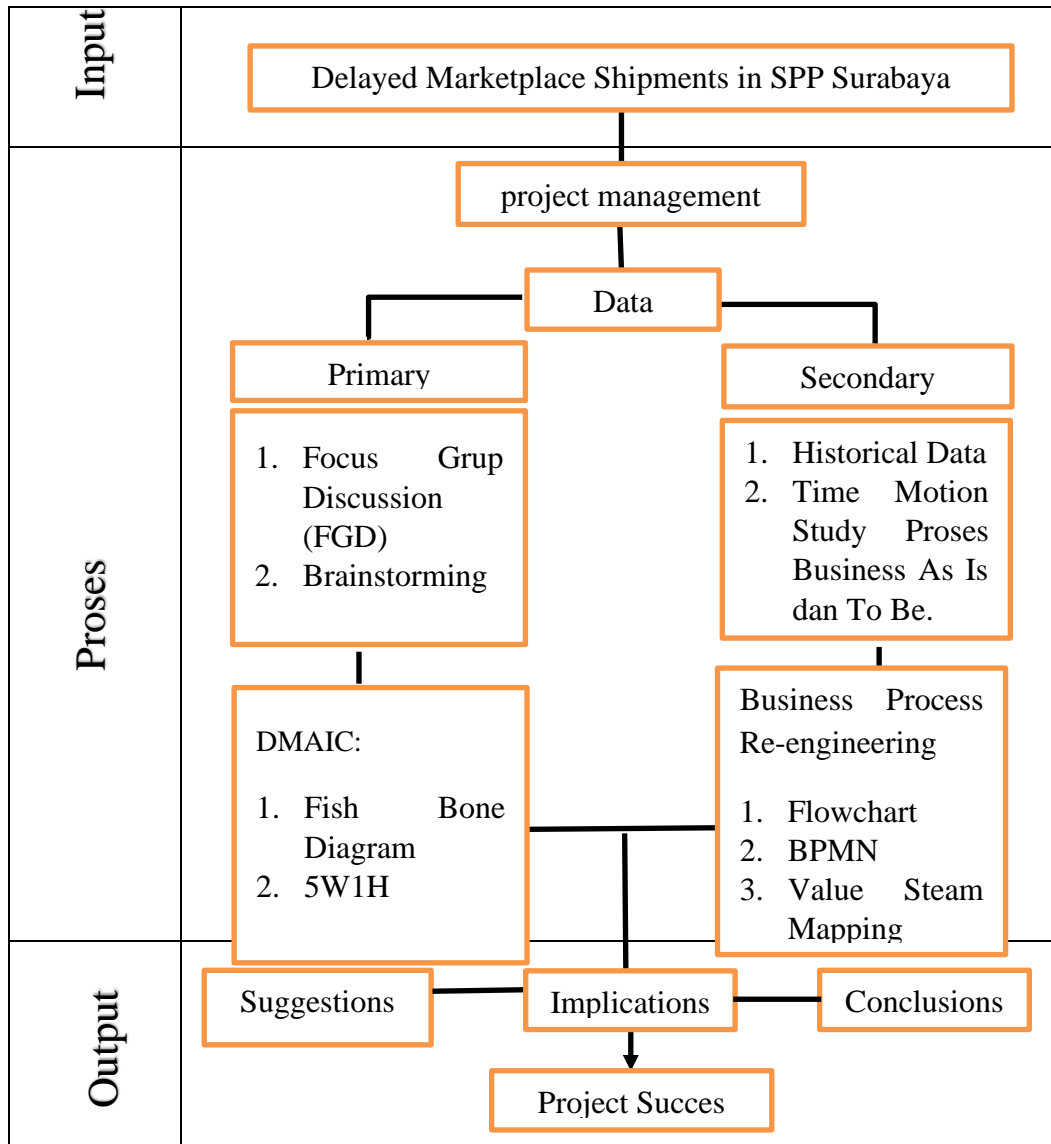 Input
Delayed Marketplace Shipments in SPP Surabaya
Proses
project management
Data
Primary
Secondary
1. Focus Grup
Discussion
(FGD)
2. Brainstorming
1. Historical Data
2. Time Motion
Study Proses
Business As Is
dan To Be.
DMAIC:
1. Fish Bone
Diagram
2. 5W1H
Business Process
Re-engineering
1. Flowchart
2. BPMN
3. Value Steam
Mapping
Output
Suggestions
Implications
Conclusions
Project Succes